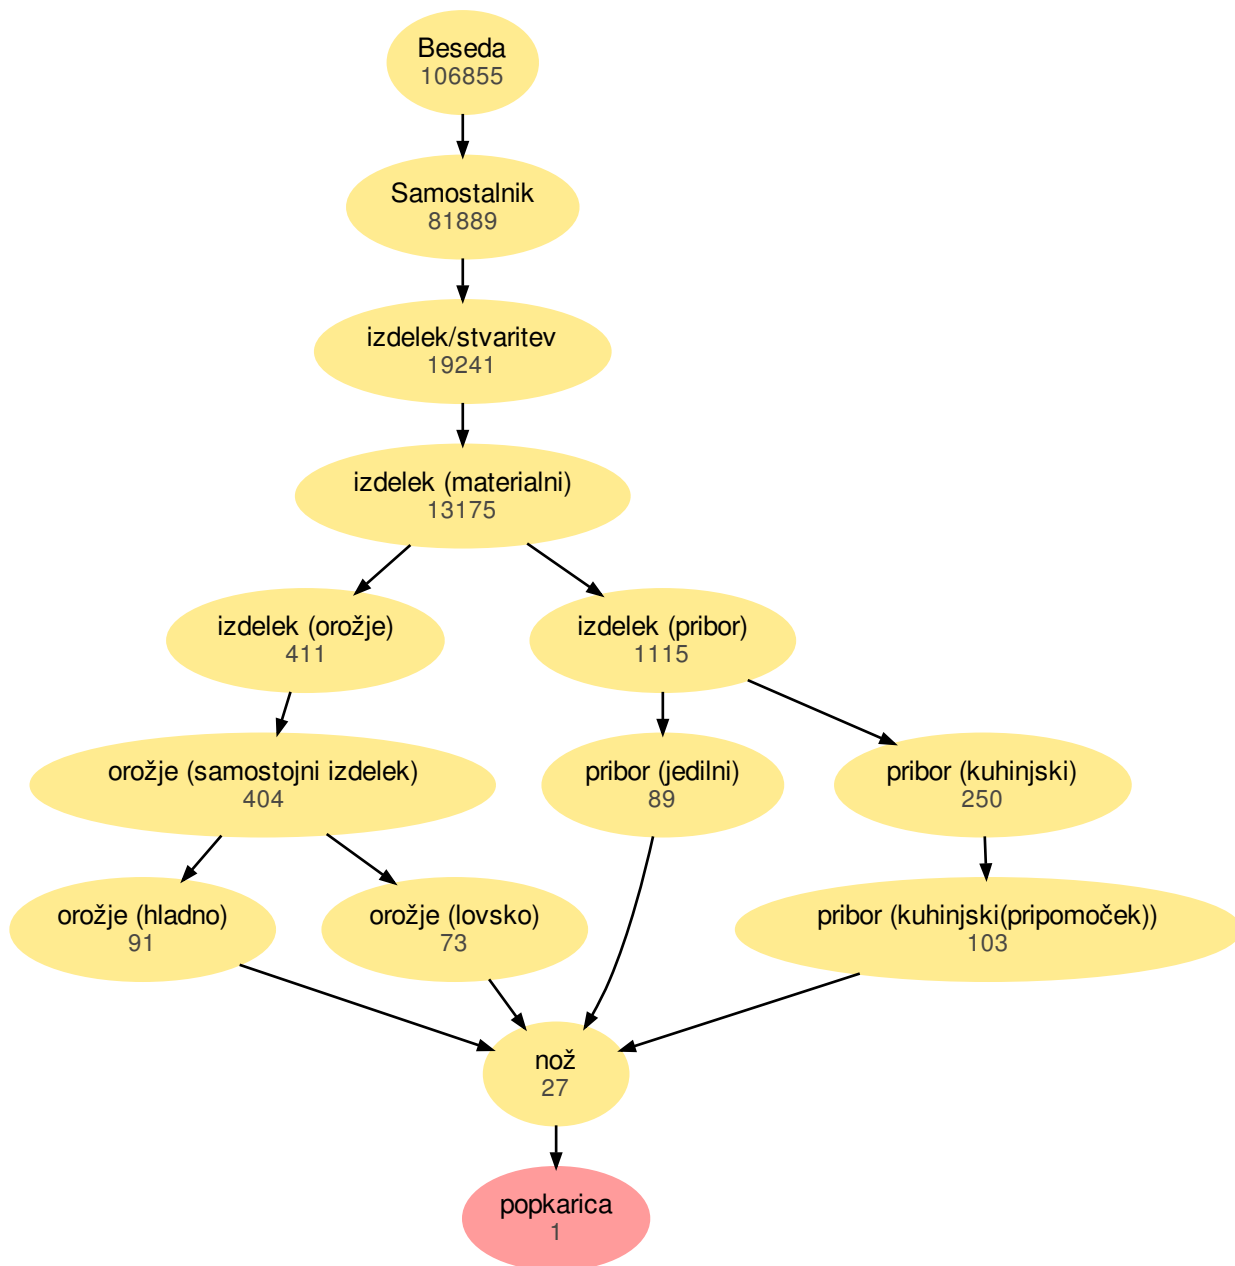 Beseda
106855
Samostalnik
81889
izdelek/stvaritev
19241
izdelek (materialni)
13175
izdelek (orožje)
411
izdelek (pribor)
1115
orožje (samostojni izdelek)
404
pribor (jedilni)
89
pribor (kuhinjski)
250
orožje (hladno)
91
orožje (lovsko)
73
pribor (kuhinjski(pripomoček))
103
nož
27
popkarica
1